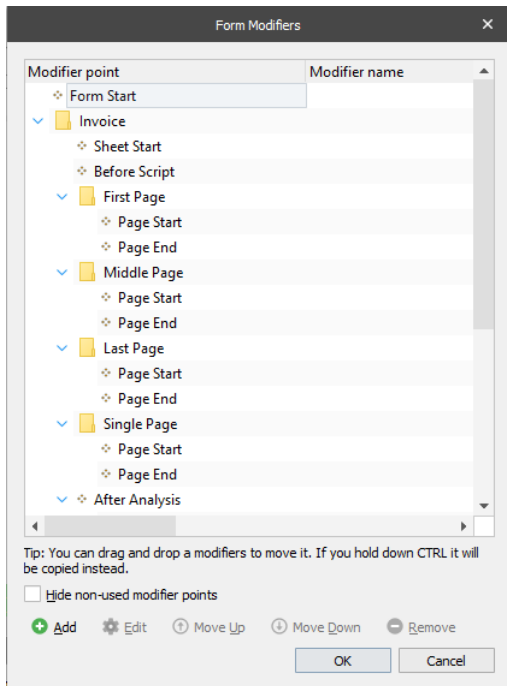 Form Modifiers
Modifier point Modifier name
Form Start
Invoice
Sheet Start
Before Script
First Page
Page Start
Page End
Middle Page
Page Start
Page End
Last Page
Page Start
Page End
Single Page
Page Start
Page End
After Analysis
Tip: You can drag and drop a modifiers to move it. If you hold down CTRL it will
be copied instead.
Hide non-used modifier points
Add Edit Move Up Move Down Remove
OK Cancel